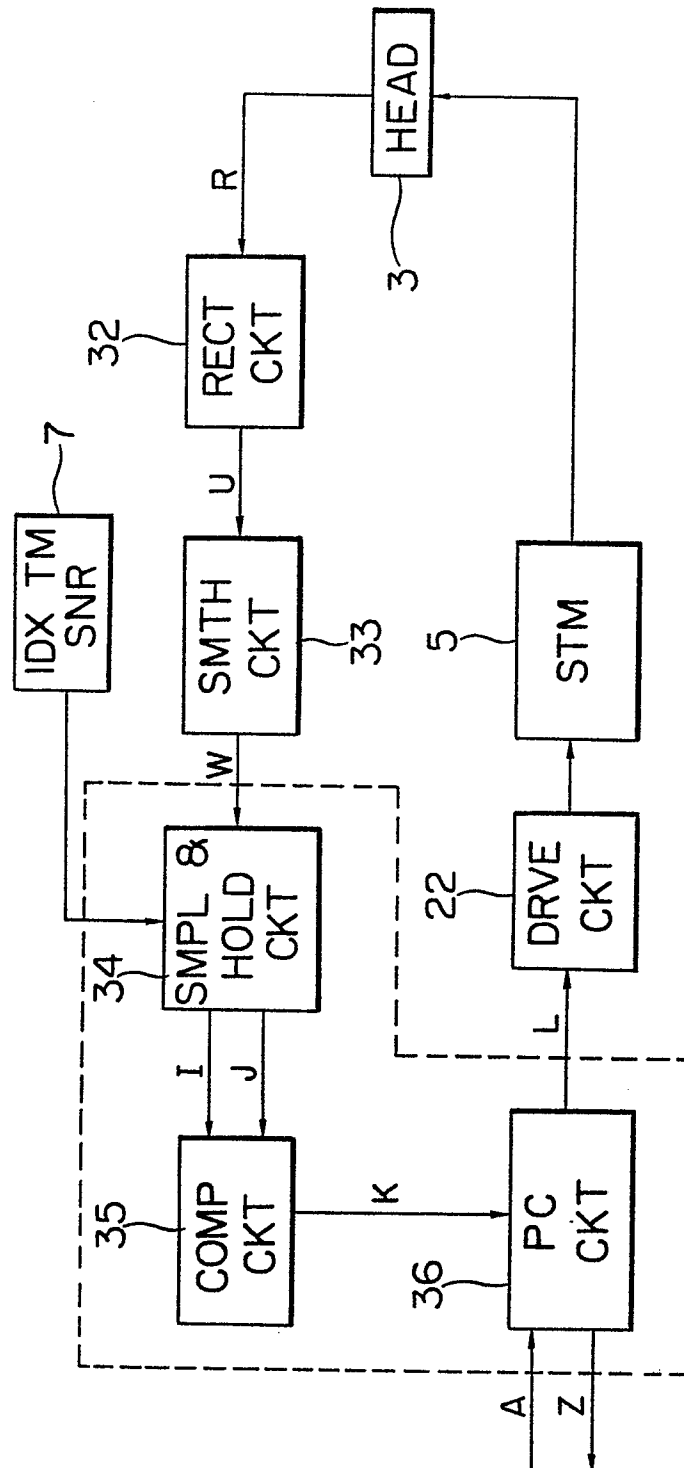 IDX TM
SNR
7
SMPL &
HOLD
CKT
34
W
SMTH
CKT
33
U
RECT
CKT
32
R
HEAD
3
I
J
COMP
CKT
35
K
A
Z
PC
CKT
36
L
DRVE
CKT
22
STM
5